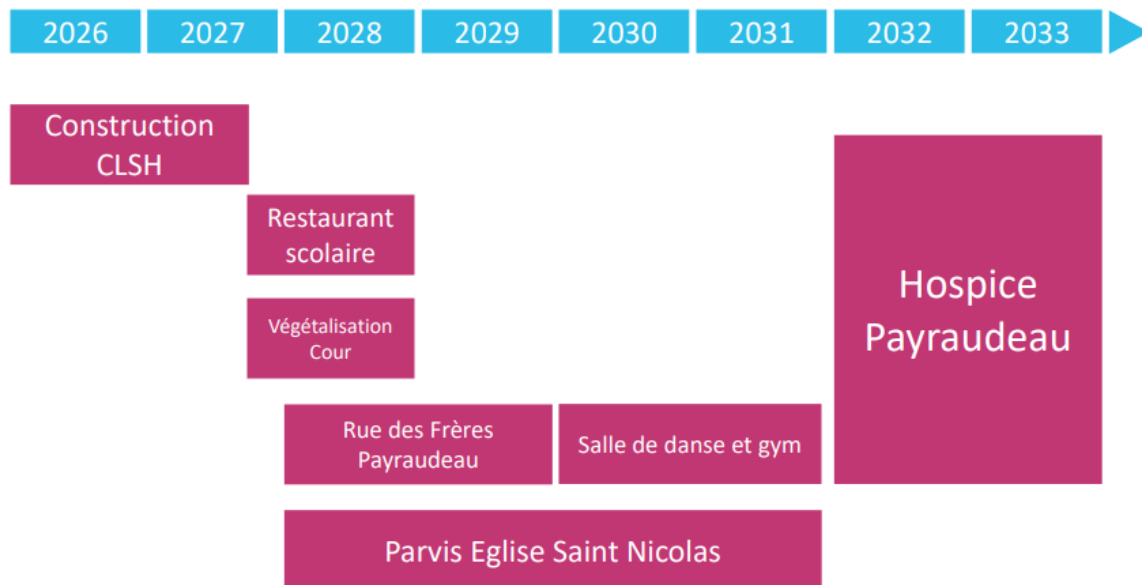 2026 2027 2028 2029 2030 2031 2032 2033
Construction
CLSH
Restaurant
scolaire
Végétalisation
Cour
Rue des Frères
Payraudeau
Salle de danse et gym
Parvis Eglise Saint Nicolas
Hospice
Payraudeau